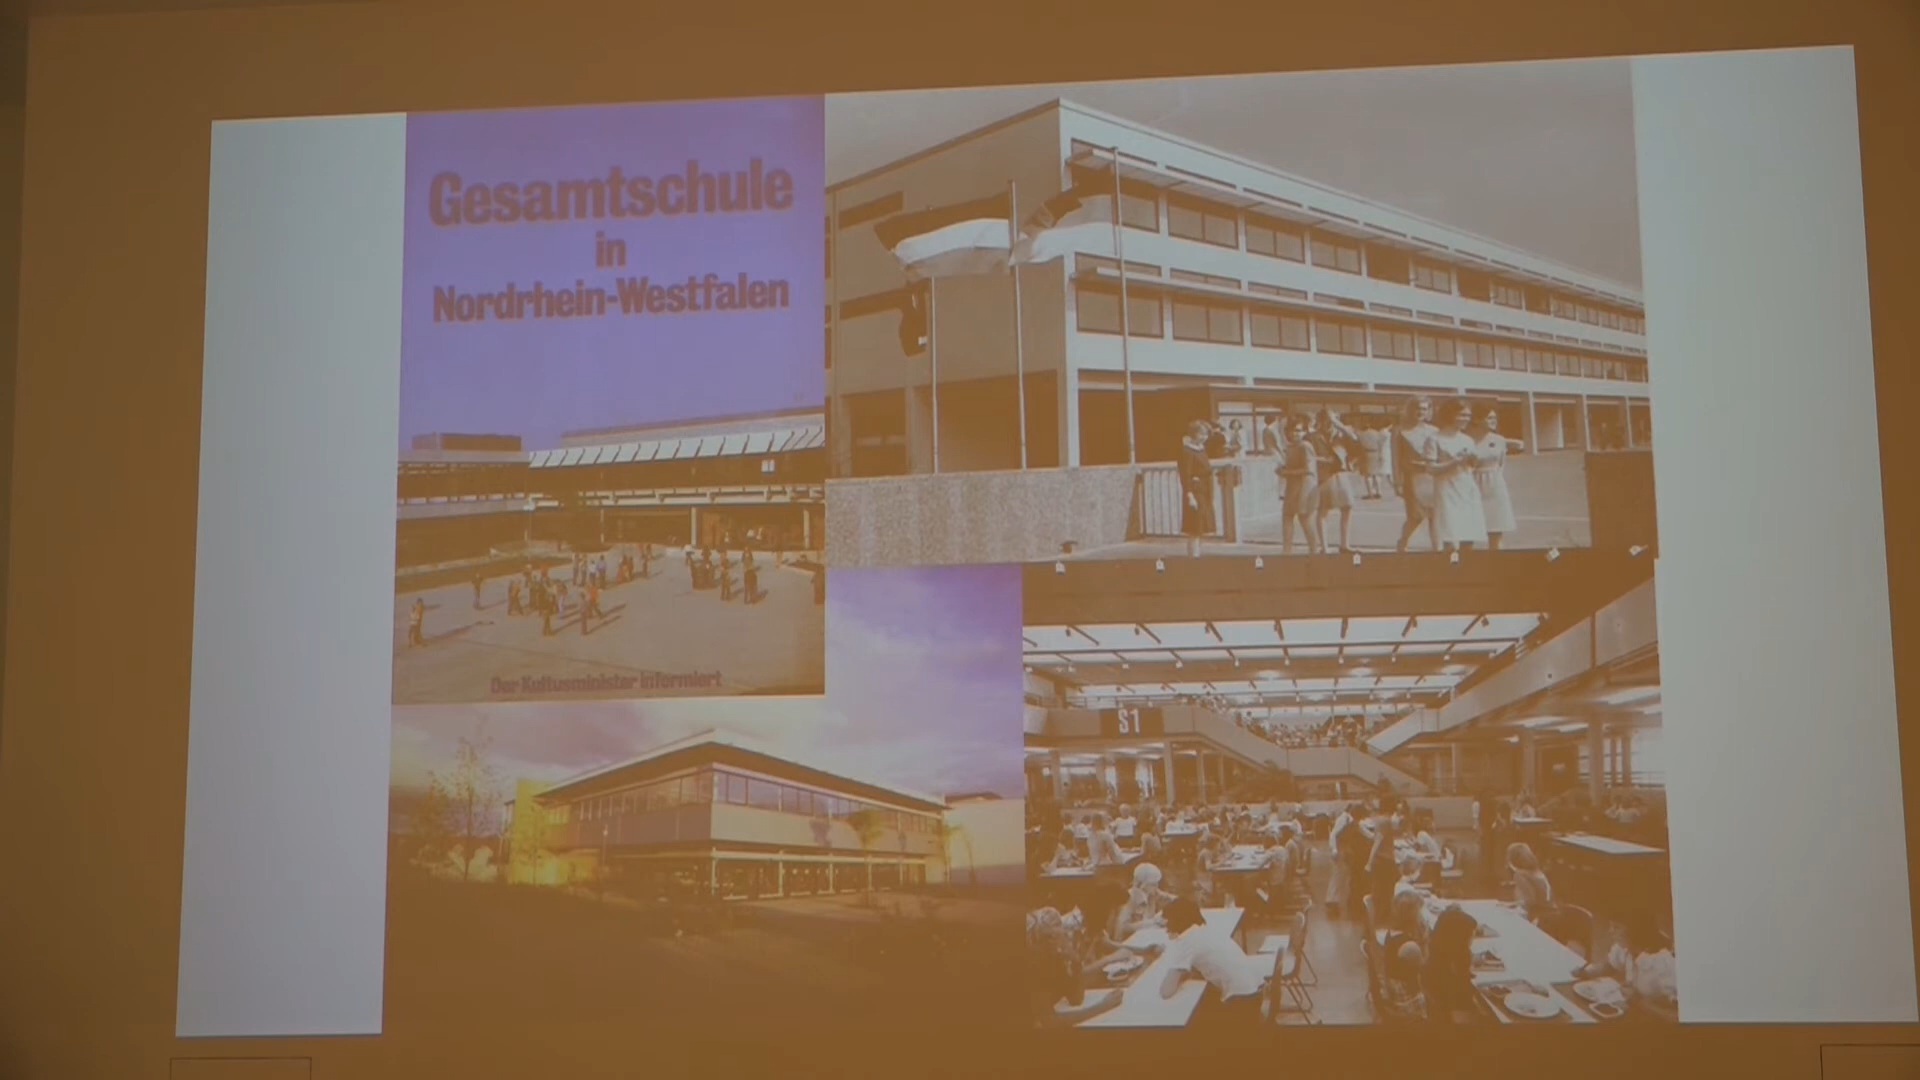 Gesamtschule
in
Nordrhein-Westfalen
Der Kultusminister informiert
S1